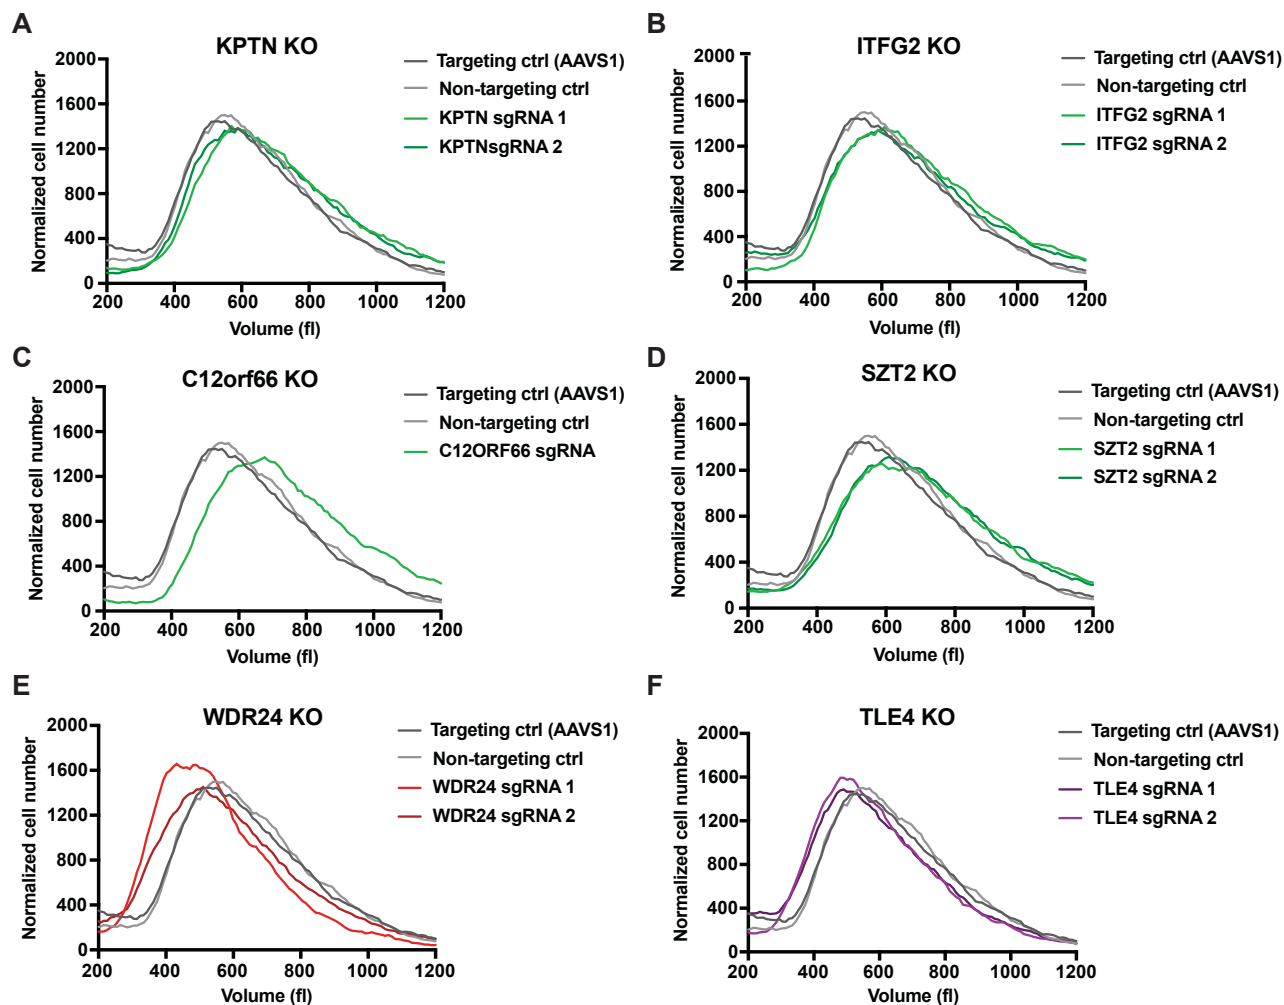 A
KPTN KO
Normalized cell number
2000
1600
1200
800
400
0
200 400 600 800 1000 1200
Volume (fl)
Targeting ctrl (AAVS1)
Non-targeting ctrl
KPTN sgRNA 1
KPTNsgRNA 2
B
ITFG2 KO
Normalized cell number
2000
1600
1200
800
400
0
200 400 600 800 1000 1200
Volume (fl)
Targeting ctrl (AAVS1)
Non-targeting ctrl
ITFG2 sgRNA 1
ITFG2 sgRNA 2
C
C12orf66 KO
Normalized cell number
2000
1600
1200
800
400
0
200 400 600 800 1000 1200
Volume (fl)
Targeting ctrl (AAVS1)
Non-targeting ctrl
C12ORF66 sgRNA
D
SZT2 KO
Normalized cell number
2000
1600
1200
800
400
0
200 400 600 800 1000 1200
Volume (fl)
Targeting ctrl (AAVS1)
Non-targeting ctrl
SZT2 sgRNA 1
SZT2 sgRNA 2
E
WDR24 KO
Normalized cell number
2000
1600
1200
800
400
0
200 400 600 800 1000 1200
Volume (fl)
Targeting ctrl (AAVS1)
Non-targeting ctrl
WDR24 sgRNA 1
WDR24 sgRNA 2
F
TLE4 KO
Normalized cell number
2000
1600
1200
800
400
0
200 400 600 800 1000 1200
Volume (fl)
Targeting ctrl (AAVS1)
Non-targeting ctrl
TLE4 sgRNA 1
TLE4 sgRNA 2